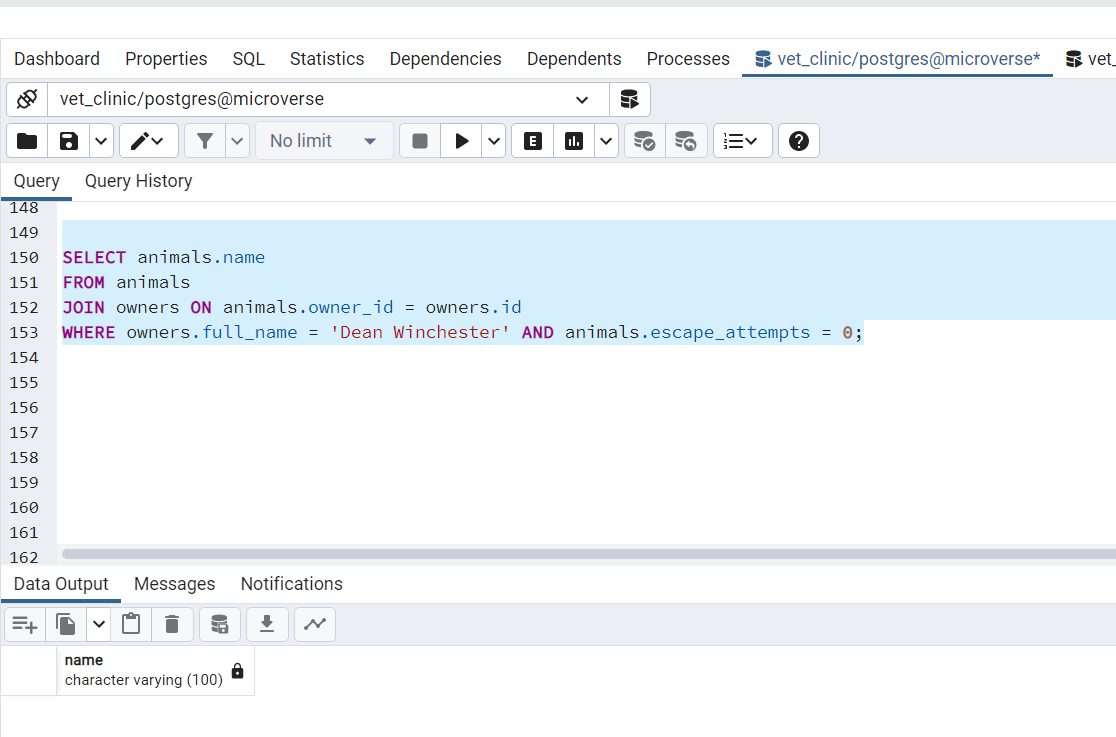 Dashboard Properties SQL Statistics Dependencies Dependents Processes vet_clinic/postgres@microverse* vet_
vet_clinic/postgres@microverse
No limit E
Query Query History
148
149
150 SELECT animals.name
151 FROM animals
152 JOIN owners ON animals.owner_id = owners.id
153 WHERE owners.full_name = 'Dean Winchester' AND animals.escape_attempts = 0;
154
155
156
157
158
159
160
161
162
Data Output Messages Notifications
name
character varying (100)